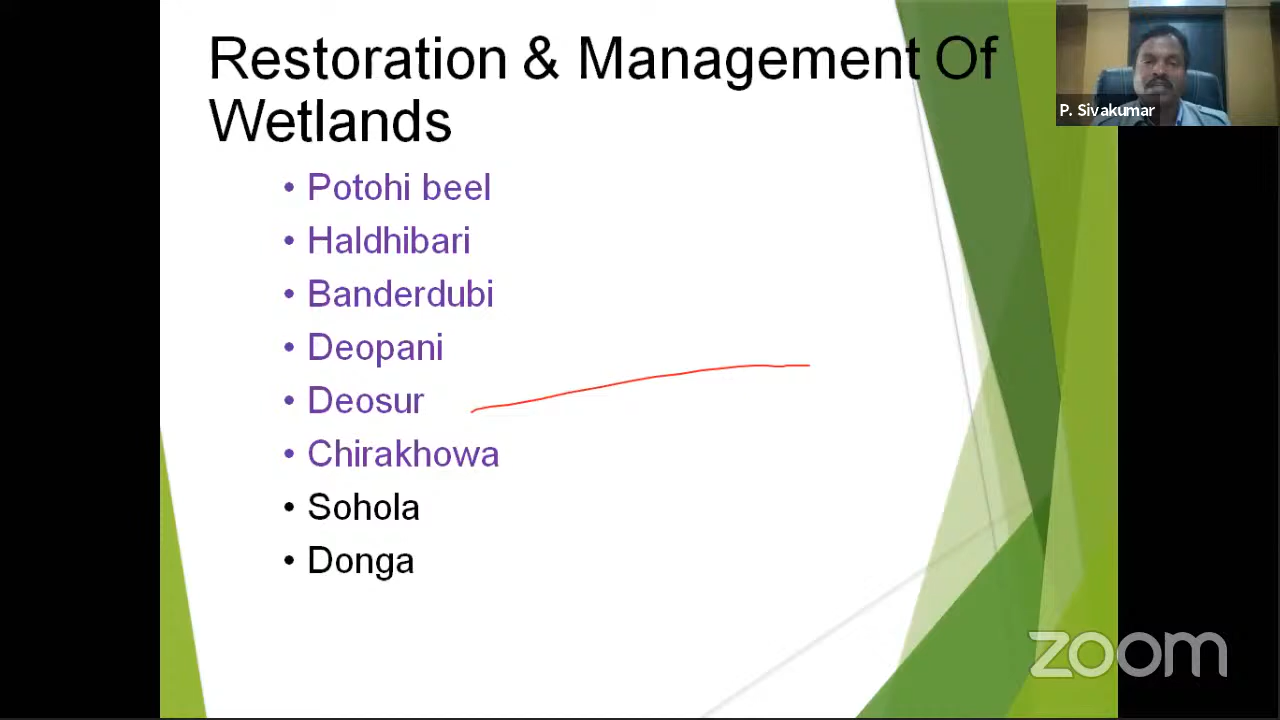 Restoration & Management Of
Wetlands
P. Sivakumar
• Potohi beel
• Haldhibari
• Banderdubi
• Deopani
• Deosur
• Chirakhowa
• Sohola
• Donga
zoom